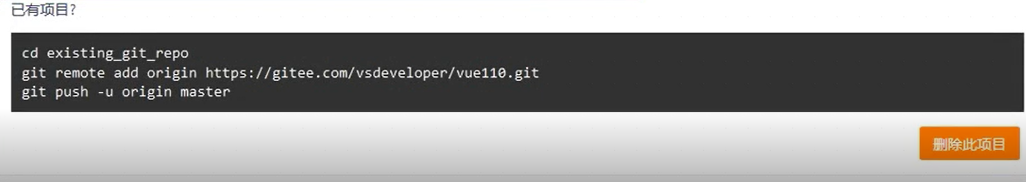 已有项目?
cd existing_git_repo
git remote add origin https://gitee.com/vsdeveloper/vue110.git
git push -u origin master
删除此项目